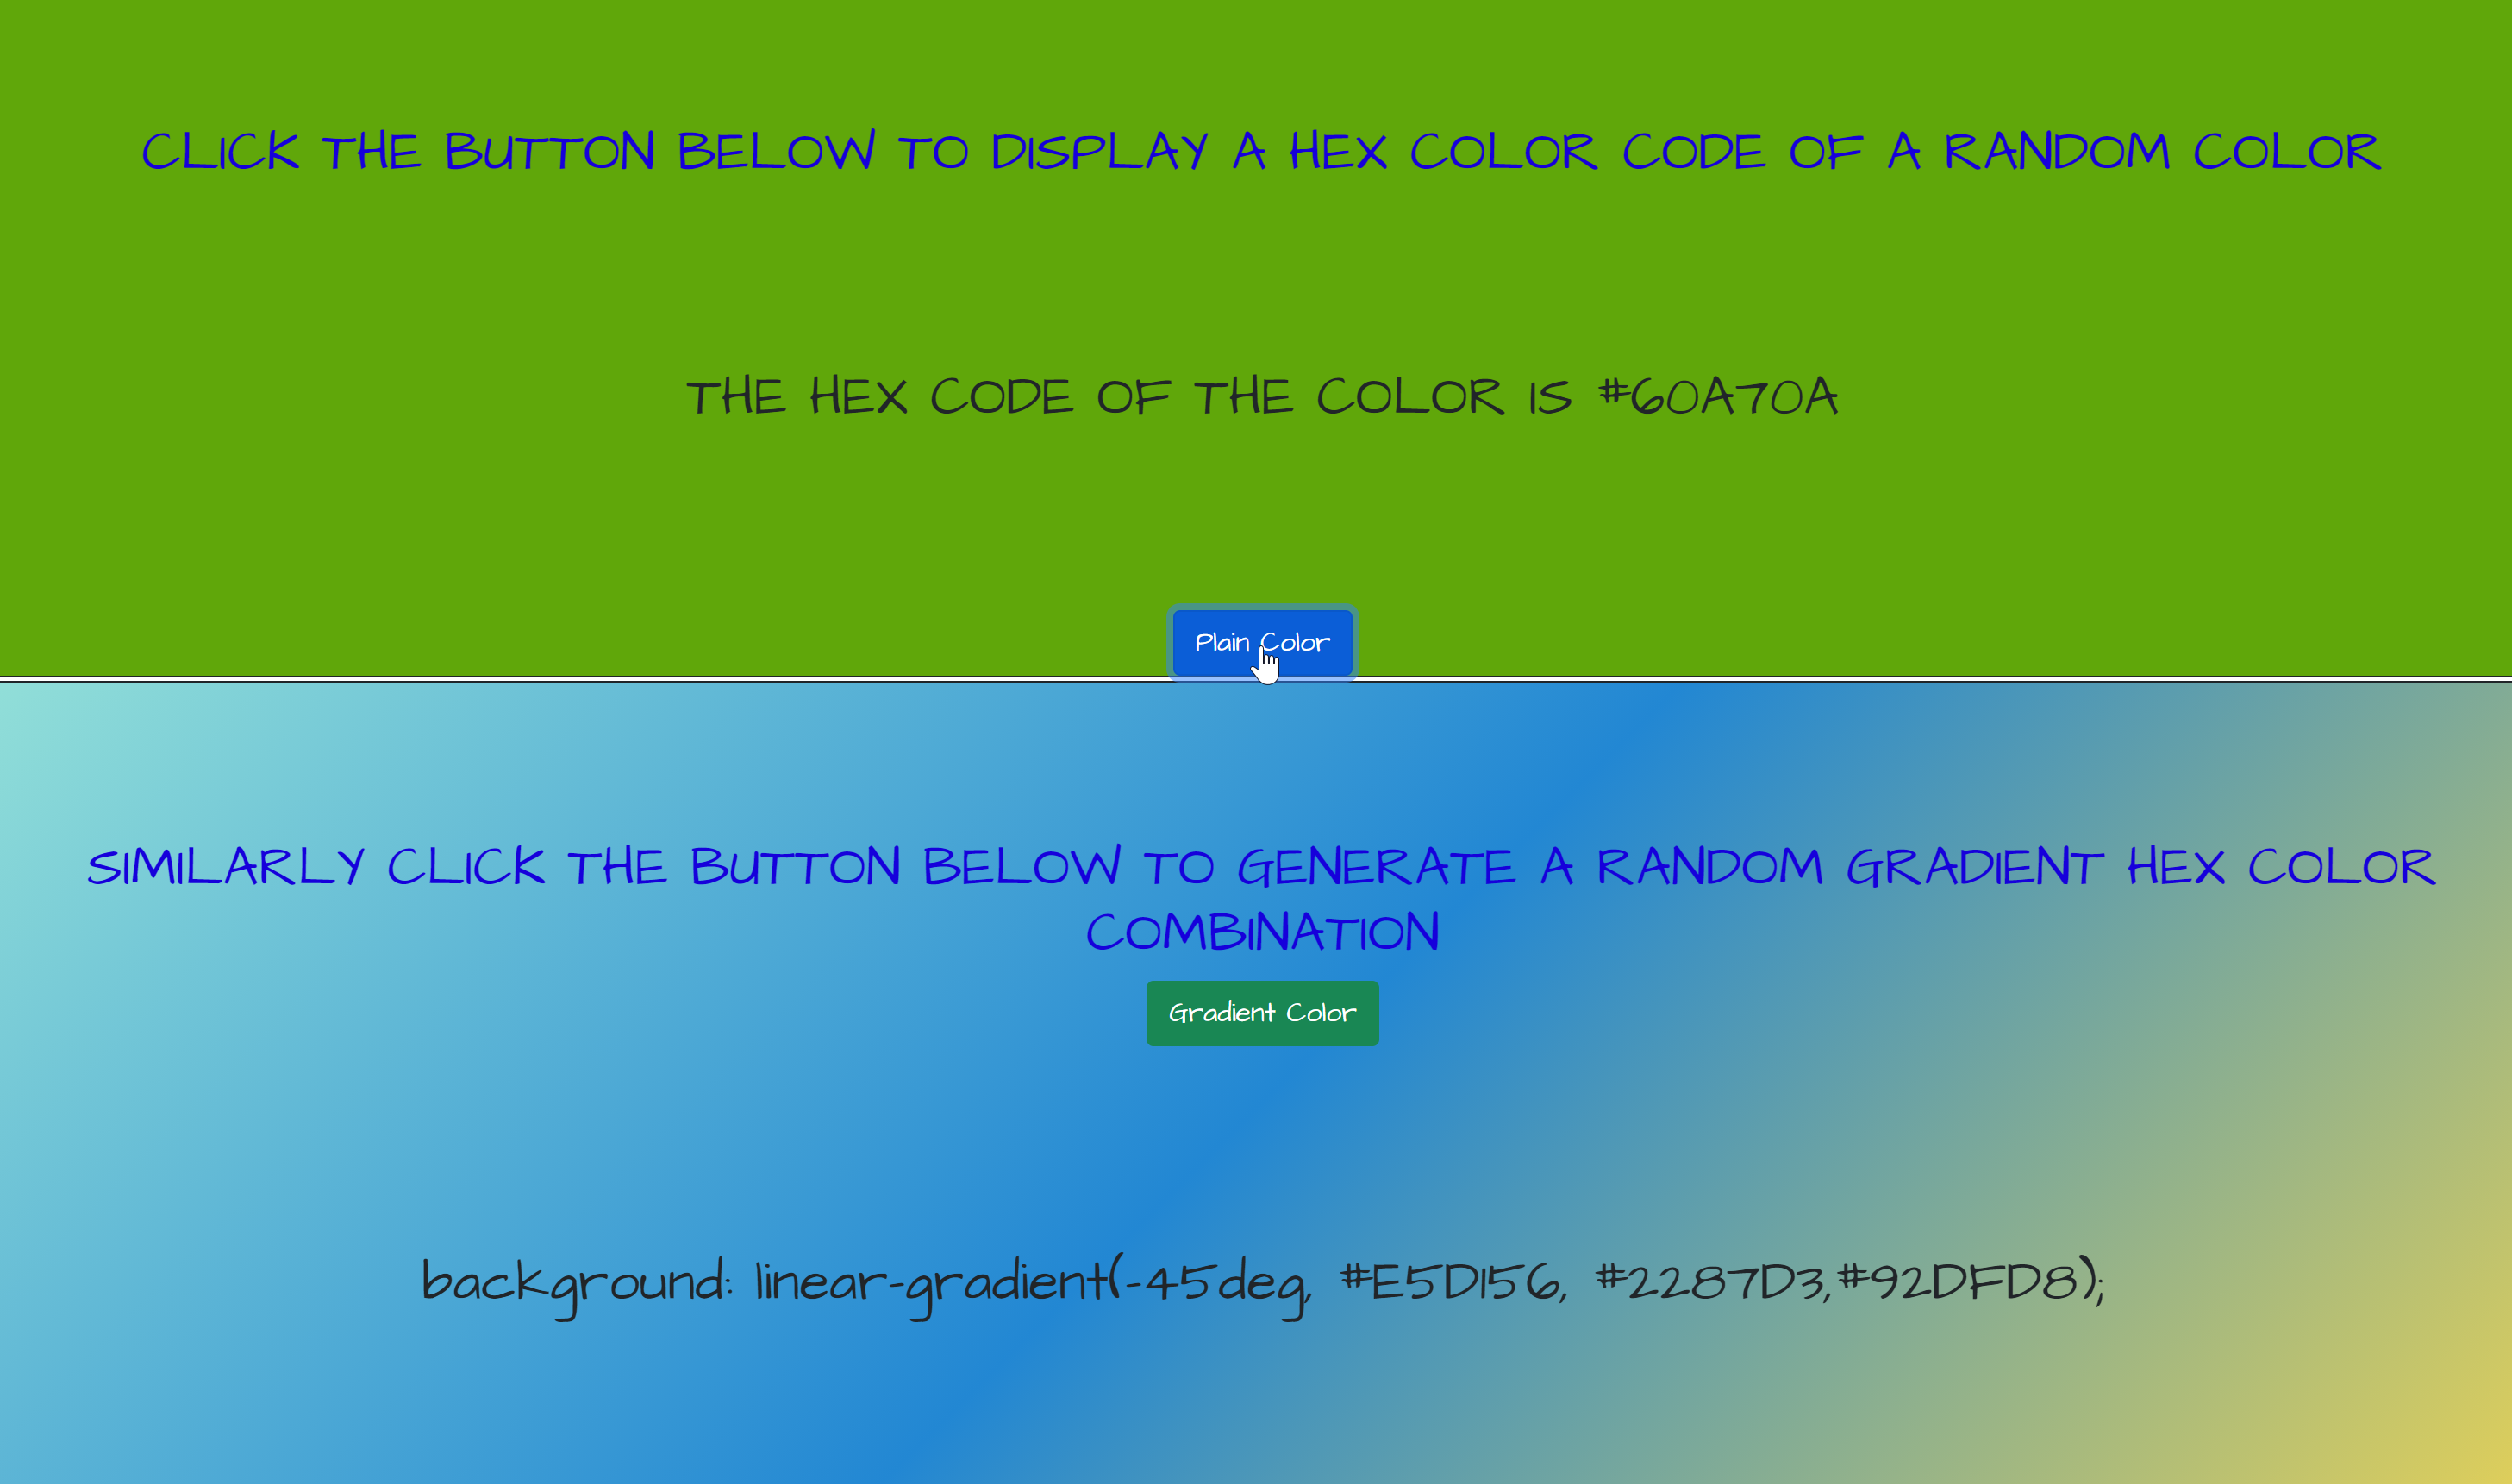 CLICK THE BUTTON BELOW TO DISPLAY A HEX COLOR CODE OF A RANDOM COLOR
THE HEX CODE OF THE COLOR IS #60A70A
Plain Color
SIMILARLY CLICK THE BUTTON BELOW TO GENERATE A RANDOM GRADIENT HEX COLOR
COMBINATION
Gradient Color
background: linear-gradient(-45deg, #E5D156, #2287D3,#92DFD8);